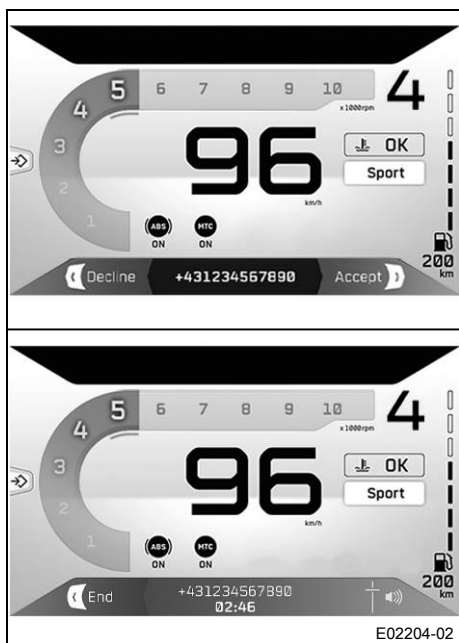 5 6 7 8 9 10
4
x1000rpm
4
3
2
1
96
km/h
OK
Sport
(ABS)
ON
MTC
ON
200
km
Decline
+431234567890
Accept
5 6 7 8 9 10
4
x1000rpm
4
3
2
1
96
km/h
OK
Sport
(ABS)
ON
MTC
ON
200
km
End
+431234567890
02:46
E02204-02